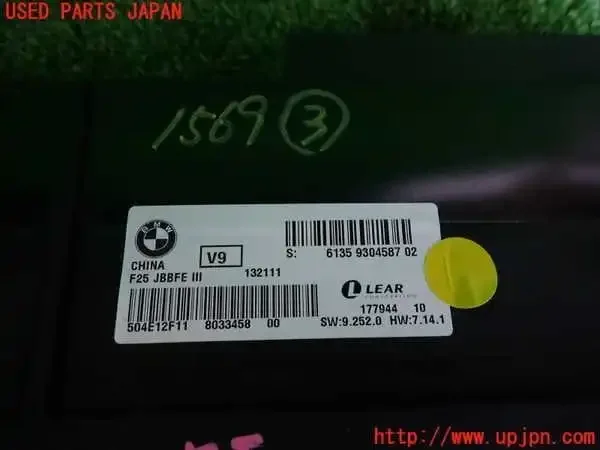 USED PARTS JAPAN
1569 ③
BMW
CHINA
V9
F25 JBBFE III
132111
S: 6135 9304587 02
LEAR
CORPORATION
177944 10
504E12F11 8033458 00
SW:9.252.0 HW:7.14.1
http://www.upjpn.com/